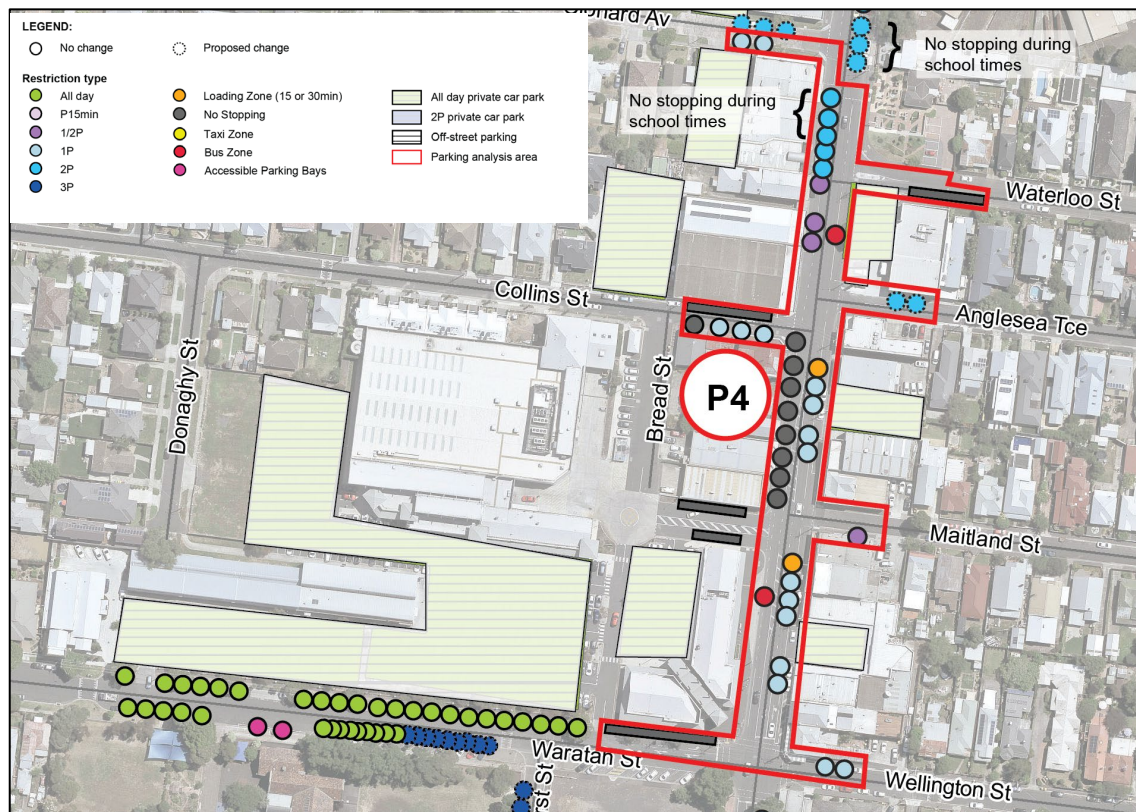 LEGEND:
No change
Proposed change
Restriction type
All day
P15min
1/2P
1P
2P
3P
Loading Zone (15 or 30min)
No Stopping
Taxi Zone
Bus Zone
Accessible Parking Bays
All day private car park
2P private car park
Off-street parking
Parking analysis area
No stopping during
school times
No stopping during
school times
Waterloo St
Collins St
Anglesea Tce
Donaghy St
Bread St
P4
Maitland St
Waratah St
Wellington St